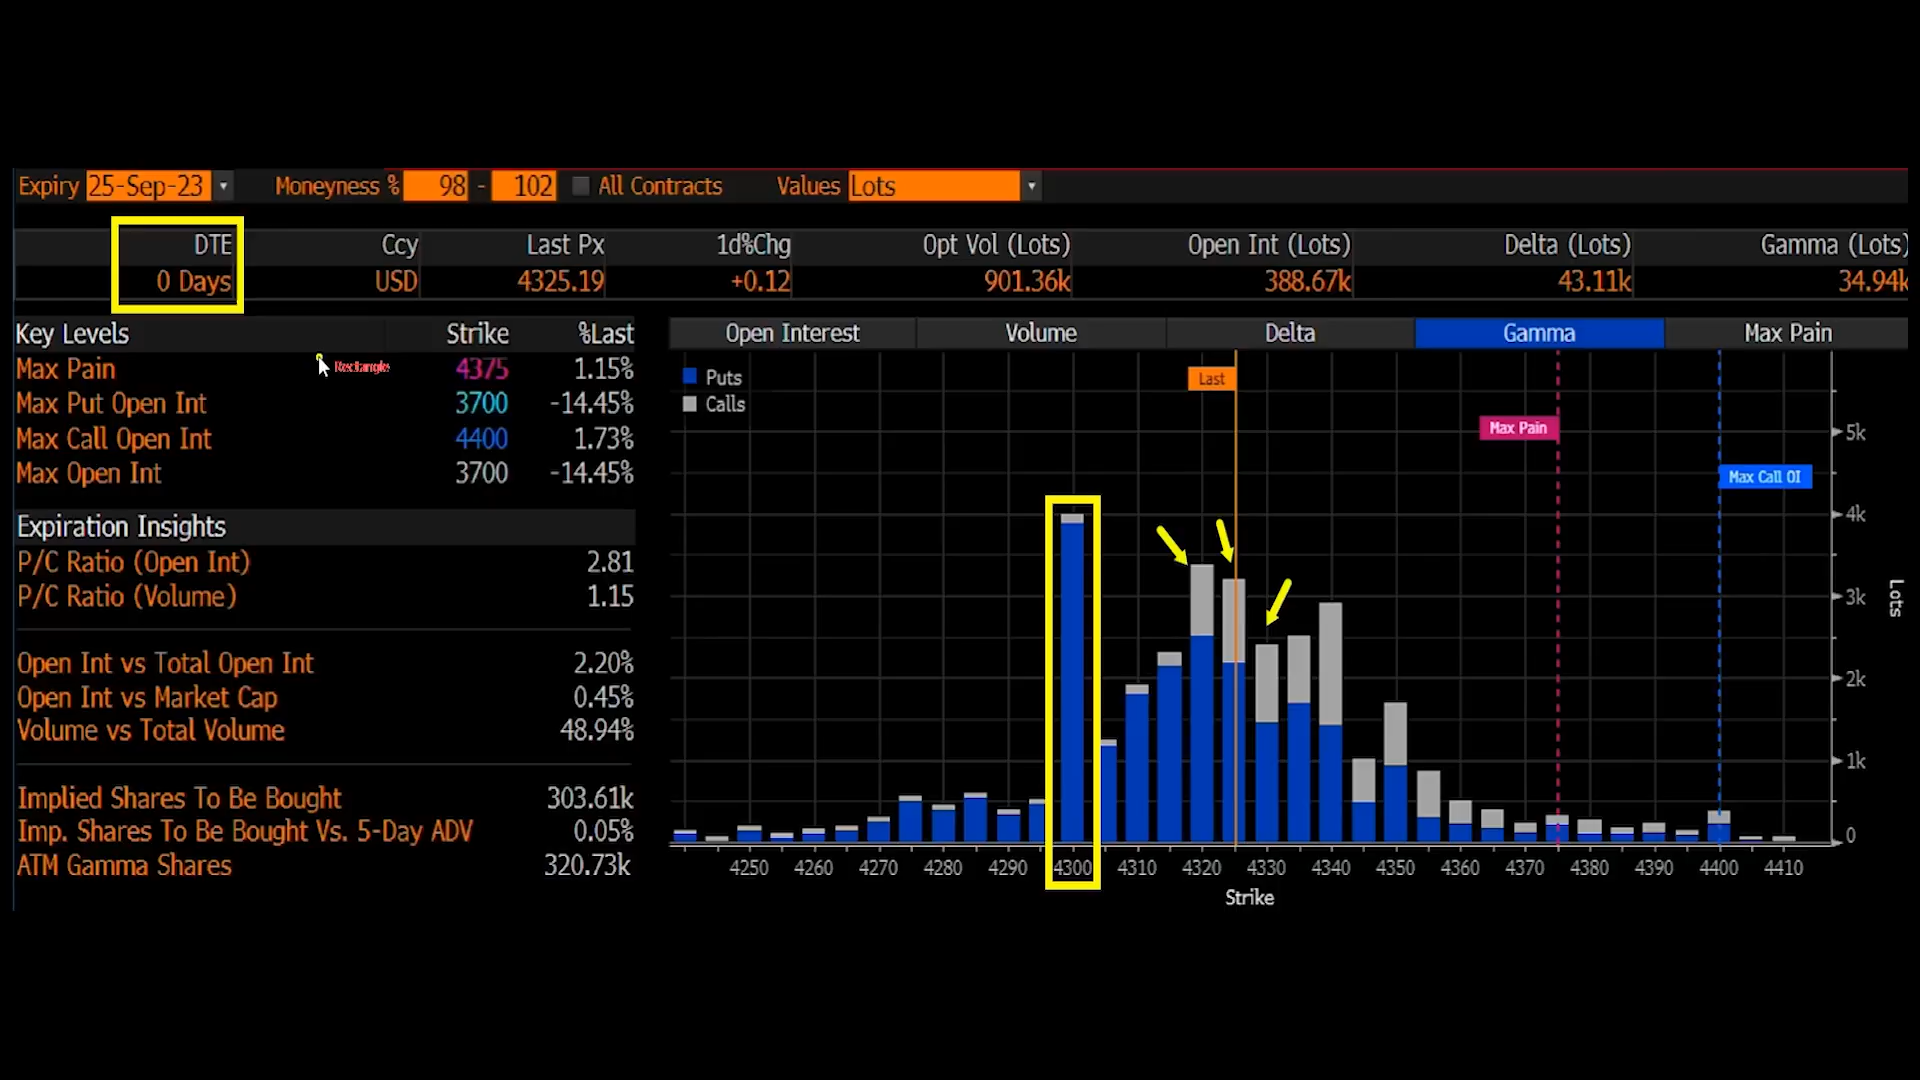 Expiry 25-Sep-23 Moneyness % 98 - 102 All Contracts Values Lots
DTE Ccy Last Px 1d%Chg Opt Vol (Lots) Open Int (Lots) Delta (Lots) Gamma (Lots)
0 Days USD 4325.19 +0.12 901.36k 388.67k 43.11k 34.94k
Key Levels Strike %Last
Max Pain 4375 1.15%
Max Put Open Int 3700 -14.45%
Max Call Open Int 4400 1.73%
Max Open Int 3700 -14.45%
Rectangle
Expiration Insights
P/C Ratio (Open Int) 2.81
P/C Ratio (Volume) 1.15
Open Int vs Total Open Int 2.20%
Open Int vs Market Cap 0.45%
Volume vs Total Volume 48.94%
Implied Shares To Be Bought 303.61k
Imp. Shares To Be Bought Vs. 5-Day ADV 0.05%
ATM Gamma Shares 320.73k
Open Interest Volume Delta Gamma Max Pain
Puts
Calls
Last
Max Pain
Max Call OI
5k
4k
3k
2k
1k
0
Lots
4250 4260 4270 4280 4290 4300 4310 4320 4330 4340 4350 4360 4370 4380 4390 4400 4410
Strike